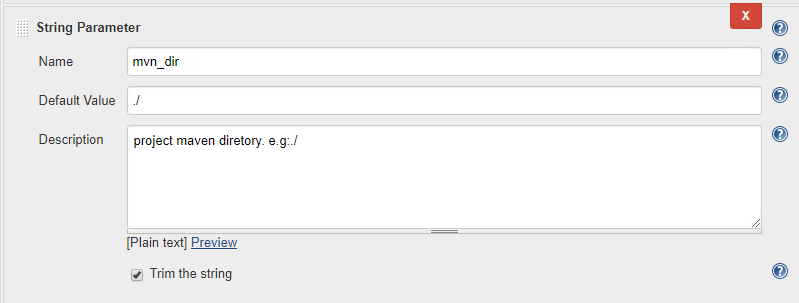 String Parameter
X
Name
mvn_dir
Default Value
./
Description
project maven diretory. e.g:./
[Plain text] Preview
Trim the string